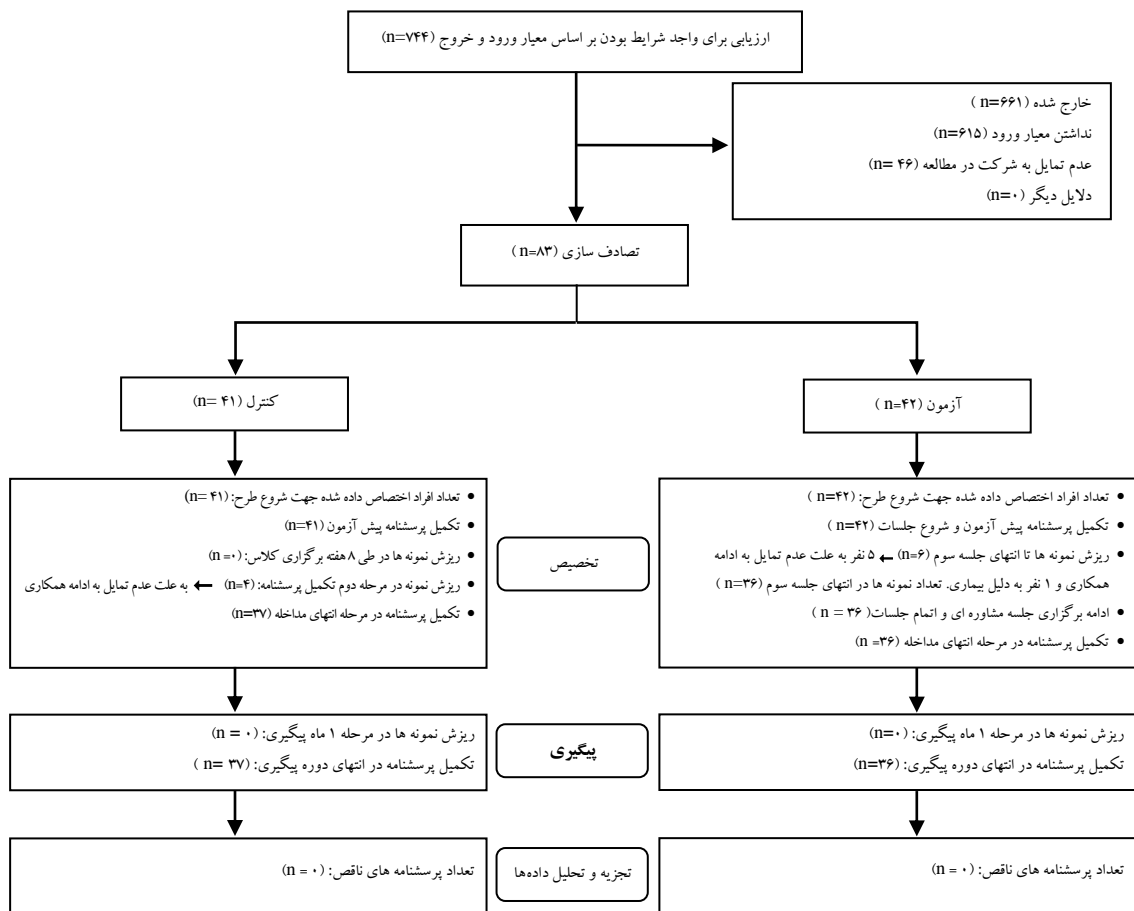 ارزیابی برای واجد شرایط بودن بر اساس معیار ورود و خروج (n=۷۴۴)
خارج شده (n=۶۶۱ )
نداشتن معیار ورود (n=۶۱۵)
عدم تمایل به شرکت در مطالعه (n= ۴۶)
دلایل دیگر (n=۰)
تصادف سازی (n=۸۳ )
آزمون (n=۴۲ )
کنترل (n= ۴۱)
• تعداد افراد اختصاص داده شده جهت شروع طرح: (n=۴۲ )
• تکمیل پرسشنامه پیش آزمون و شروع جلسات (n=۴۲ )
• ریزش نمونه ها تا انتهای جلسه سوم (n=۶) ← ۵ نفر به علت عدم تمایل به ادامه
همکاری و ۱ نفر به دلیل بیماری. تعداد نمونه ها در انتهای جلسه سوم (n=۳۶ )
• ادامه برگزاری جلسه مشاوره ای و اتمام جلسات( n = ۳۶ )
• تکمیل پرسشنامه در مرحله انتهای مداخله (n =۳۶)
تخصیص
• تعداد افراد اختصاص داده شده جهت شروع طرح: (n= ۴۱)
• تکمیل پرسشنامه پیش آزمون (n=۴۱)
• ریزش نمونه ها در طی ۸ هفته برگزاری کلاس: (n =۰)
• ریزش نمونه در مرحله دوم تکمیل پرسشنامه: (n=۴) ← به علت عدم تمایل به ادامه همکاری
• تکمیل پرسشنامه در مرحله انتهای مداخله (n=۳۷)
ریزش نمونه ها در مرحله ۱ ماه پیگیری: (n=۰)
تکمیل پرسشنامه در انتهای دوره پیگیری: (n=۳۶)
پیگیری
ریزش نمونه ها در مرحله ۱ ماه پیگیری: (n = ۰)
تکمیل پرسشنامه در انتهای دوره پیگیری: (n= ۳۷ )
تعداد پرسشنامه های ناقص: (n = ۰)
تجزیه و تحلیل داده‌ها
تعداد پرسشنامه های ناقص: (n = ۰)